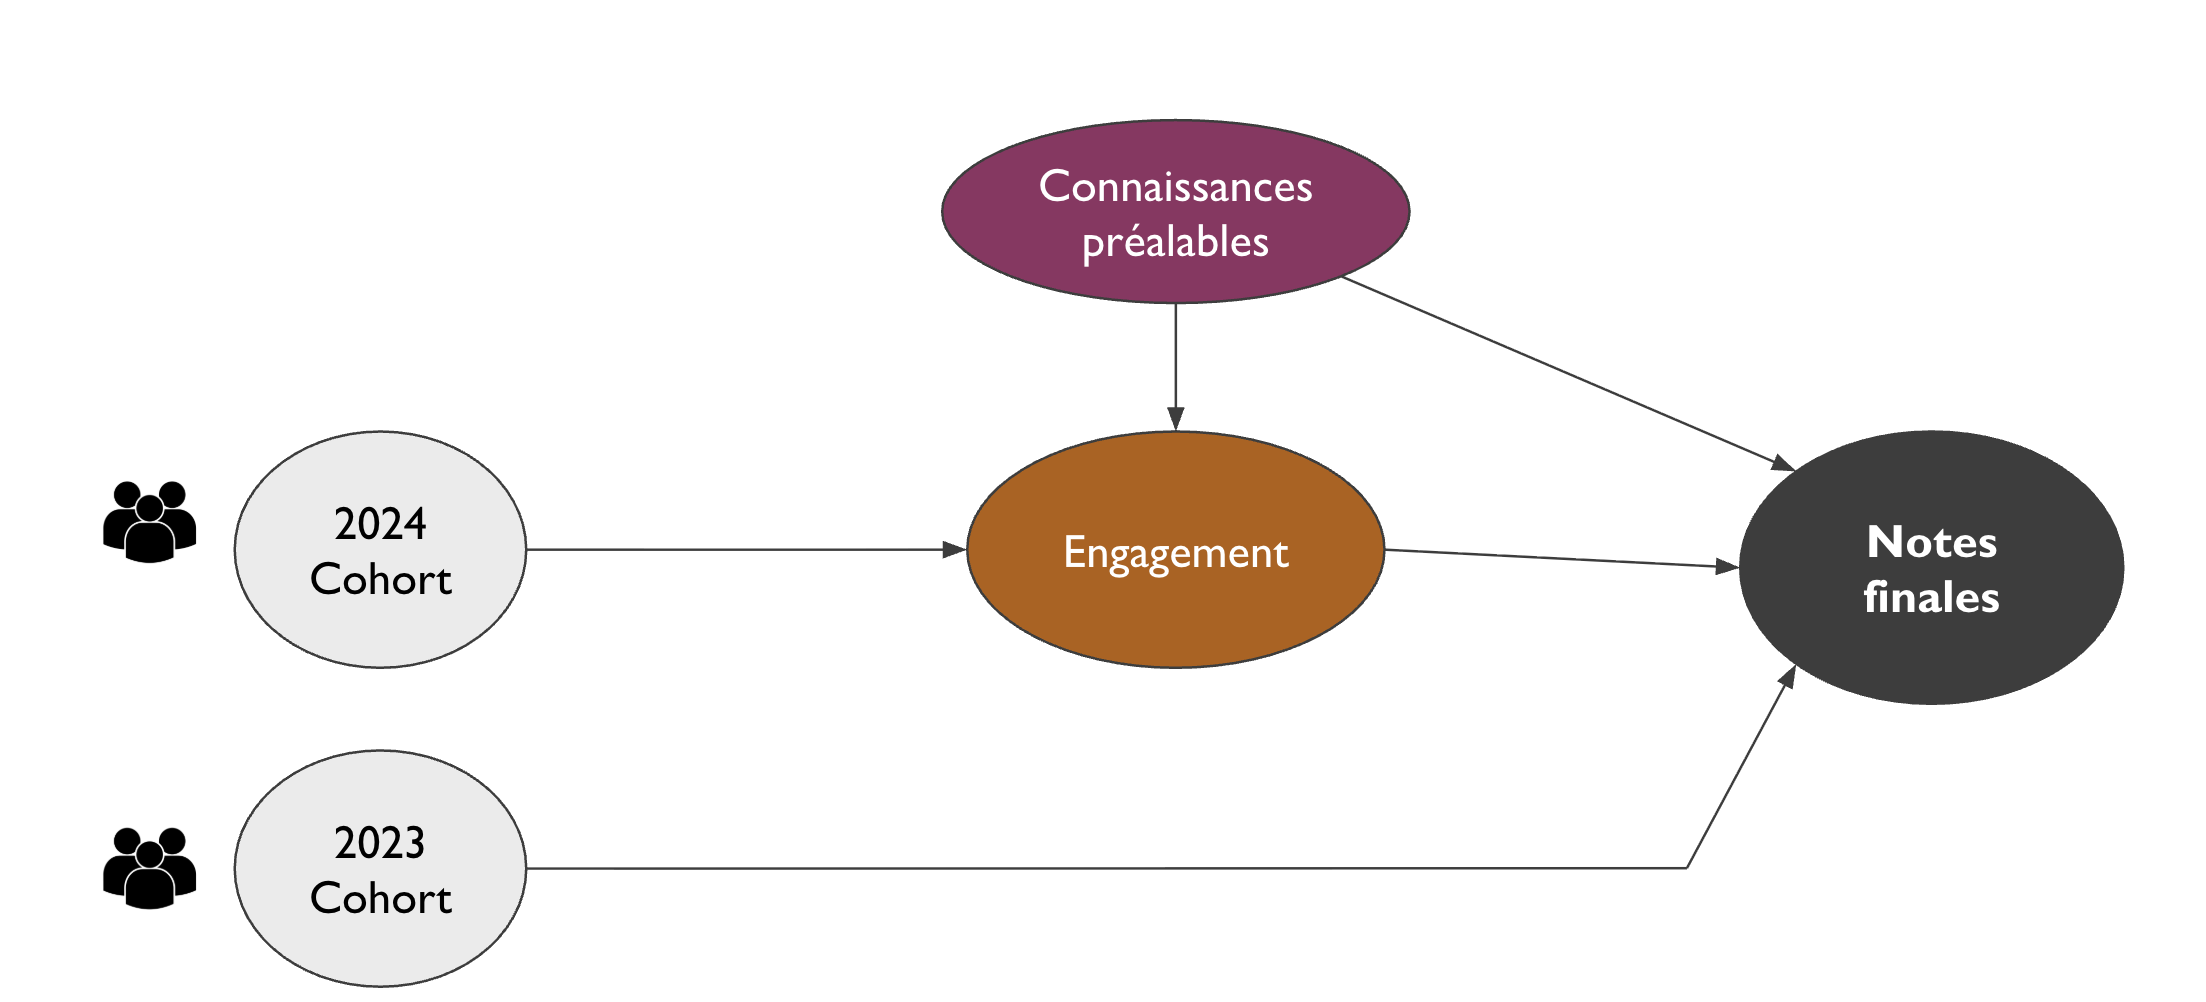 Connaissances
préalables
2024
Cohort
Engagement
Notes
finales
2023
Cohort